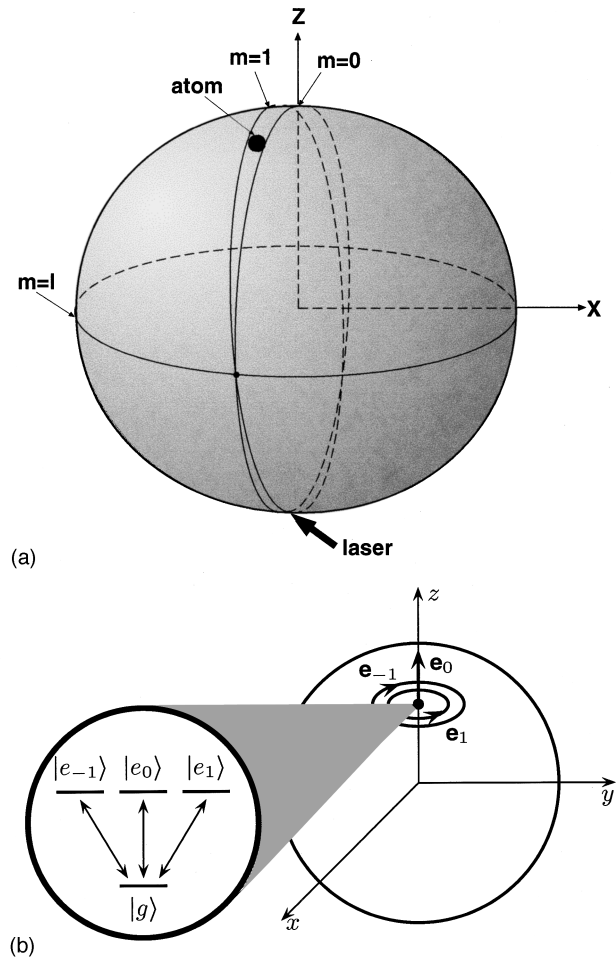 Z
m=1
m=0
atom
m=l
X
laser
(a)
z
e₋₁
e₀
e₁
|e₋₁⟩ |e₀⟩ |e₁⟩
|g⟩
y
x
(b)